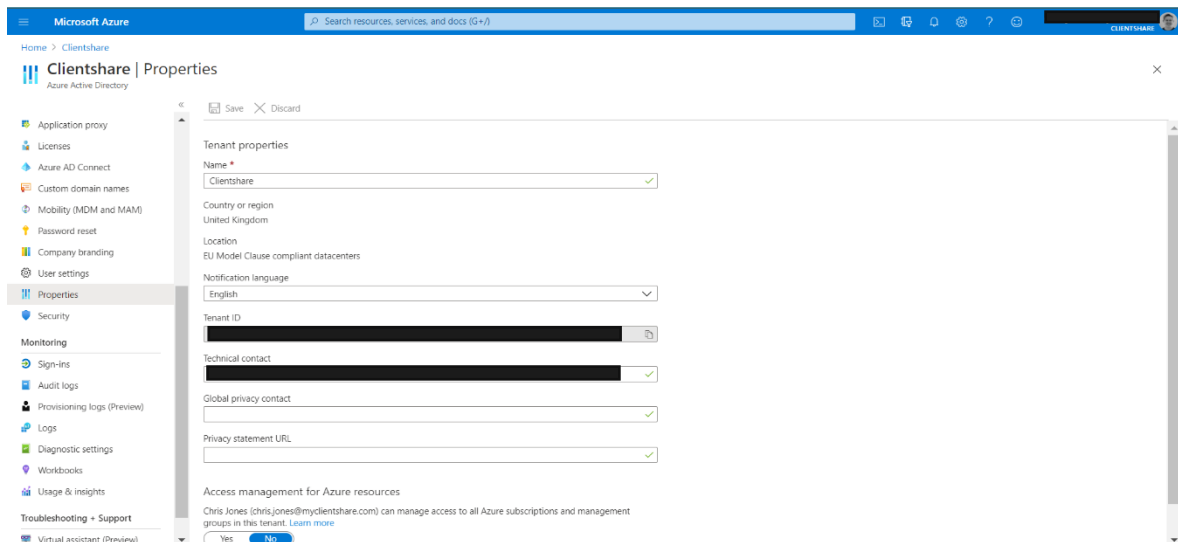 Microsoft Azure
Search resources, services, and docs (G+/)
CLIENTSHARE
Home > Clientshare
Clientshare | Properties
Azure Active Directory
Save
Discard
Application proxy
Licenses
Azure AD Connect
Custom domain names
Mobility (MDM and MAM)
Password reset
Company branding
User settings
Properties
Security
Monitoring
Sign-ins
Audit logs
Provisioning logs (Preview)
Logs
Diagnostic settings
Workbooks
Usage & insights
Troubleshooting + Support
Virtual assistant (Preview)
Tenant properties
Name *
Clientshare
Country or region
United Kingdom
Location
EU Model Clause compliant datacenters
Notification language
English
Tenant ID
Technical contact
Global privacy contact
Privacy statement URL
Access management for Azure resources
Chris Jones (chris.jones@myclientshare.com) can manage access to all Azure subscriptions and management
groups in this tenant. Learn more
Yes No